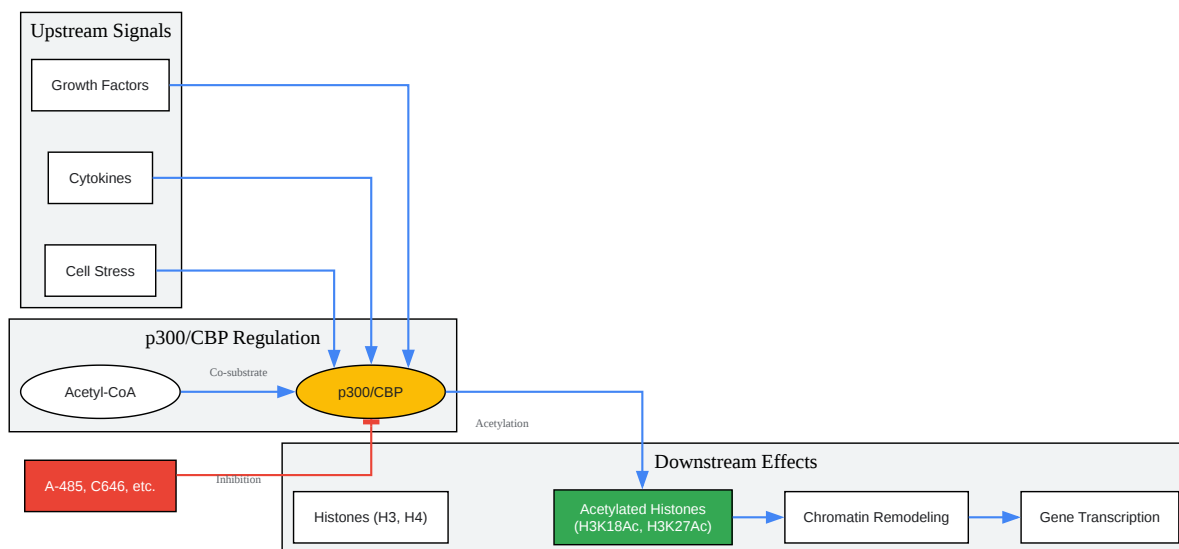 Upstream Signals
Growth Factors
Cytokines
Cell Stress
p300/CBP Regulation
Co-substrate
Acetyl-CoA
p300/CBP
Acetylation
Downstream Effects
A-485, C646, etc.
Inhibition
Histones (H3, H4)
Acetylated Histones
(H3K18Ac, H3K27Ac)
Chromatin Remodeling
Gene Transcription